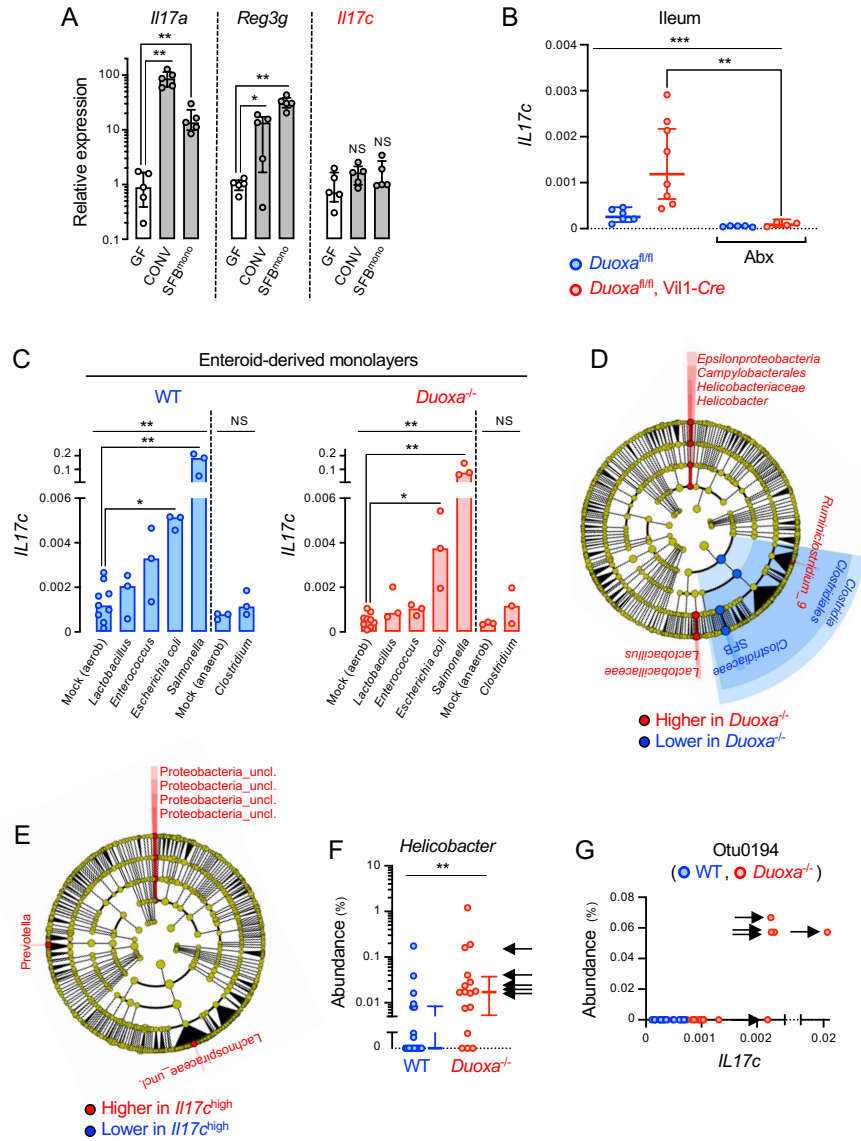 A
Il17a
Reg3g
Il17c
**
**
**
*
NS
NS
Relative expression
100
10
1
0.1
GF
CONV
SFBmono
GF
CONV
SFBmono
GF
CONV
SFBmono
B
Ileum
***
**
IL17c
0.004
0.003
0.002
0.001
0.000
Abx
Duoxafl/fl
Duoxafl/fl, Vil1-Cre
C
Enteroid-derived monolayers
WT
**
**
*
NS
IL17c
0.2
0.1
0.006
0.004
0.002
0
Mock (aerob)
Lactobacillus
Enterococcus
Escherichia coli
Salmonella
Mock (anaerob)
Clostridium
Duoxa-/-
**
**
*
NS
IL17c
0.2
0.1
0.006
0.004
0.002
0
Mock (aerob)
Lactobacillus
Enterococcus
Escherichia coli
Salmonella
Mock (anaerob)
Clostridium
D
Epsilonproteobacteria
Campylobacterales
Helicobacteriaceae
Helicobacter
Ruminiclostridium_9
Clostridia
Clostridiales
Clostridiaceae
SFB
Lactobacillus
Lactobacillaceae
Higher in Duoxa-/-
Lower in Duoxa-/-
E
Proteobacteria_uncl.
Proteobacteria_uncl.
Proteobacteria_uncl.
Proteobacteria_uncl.
Prevotella
Lachnospiraceae_uncl.
Higher in Il17chigh
Lower in Il17chigh
F
Helicobacter
**
Abundance (%)
10
1
0.1
0.01
0
WT
Duoxa-/-
G
Otu0194
( WT, Duoxa-/-)
Abundance (%)
0.08
0.06
0.04
0.02
0
0
0.001
0.002
0.02
IL17c